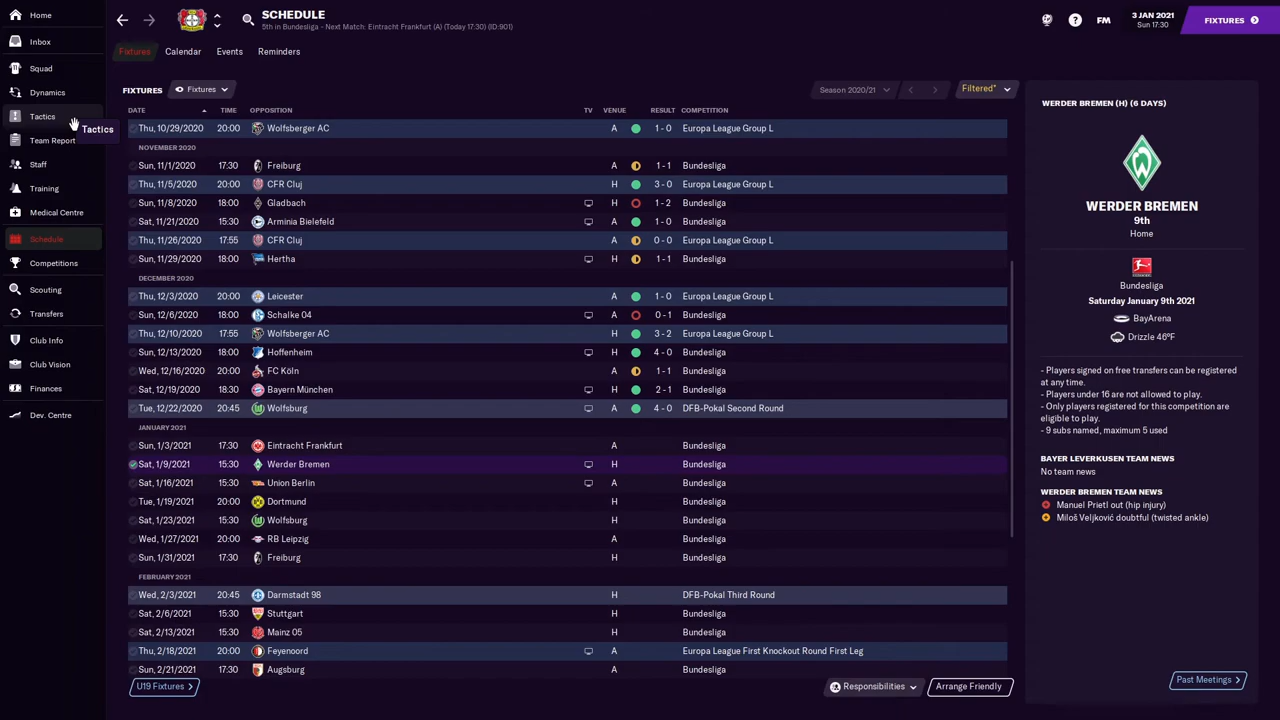 Home
Inbox
Squad
Dynamics
Tactics
Tactics
Team Report
Staff
Training
Medical Centre
Schedule
Competitions
Scouting
Transfers
Club Info
Club Vision
Finances
Dev. Centre
SCHEDULE
5th in Bundesliga - Next Match: Eintracht Frankfurt (A) (Today 17:30) (ID:901)
? FM 3 JAN 2021
Sun 17:30
FIXTURES
Fixtures Calendar Events Reminders
FIXTURES Fixtures Season 2020/21 Filtered*
DATE TIME OPPOSITION TV VENUE RESULT COMPETITION
Thu, 10/29/2020 20:00 Wolfsberger AC A 1 - 0 Europa League Group L
NOVEMBER 2020
Sun, 11/1/2020 17:30 Freiburg A 1 - 1 Bundesliga
Thu, 11/5/2020 20:00 CFR Cluj H 3 - 0 Europa League Group L
Sun, 11/8/2020 18:00 Gladbach H 1 - 2 Bundesliga
Sat, 11/21/2020 15:30 Arminia Bielefeld A 1 - 0 Bundesliga
Thu, 11/26/2020 17:55 CFR Cluj A 0 - 0 Europa League Group L
Sun, 11/29/2020 18:00 Hertha H 1 - 1 Bundesliga
DECEMBER 2020
Thu, 12/3/2020 20:00 Leicester A 1 - 0 Europa League Group L
Sun, 12/6/2020 18:00 Schalke 04 A 0 - 1 Bundesliga
Thu, 12/10/2020 17:55 Wolfsberger AC H 3 - 2 Europa League Group L
Sun, 12/13/2020 18:00 Hoffenheim H 4 - 0 Bundesliga
Wed, 12/16/2020 20:00 FC Köln A 1 - 1 Bundesliga
Sat, 12/19/2020 18:30 Bayern München H 2 - 1 Bundesliga
Tue, 12/22/2020 20:45 Wolfsburg A 4 - 0 DFB-Pokal Second Round
JANUARY 2021
Sun, 1/3/2021 17:30 Eintracht Frankfurt A Bundesliga
Sat, 1/9/2021 15:30 Werder Bremen H Bundesliga
Sat, 1/16/2021 15:30 Union Berlin A Bundesliga
Tue, 1/19/2021 20:00 Dortmund H Bundesliga
Sat, 1/23/2021 15:30 Wolfsburg H Bundesliga
Wed, 1/27/2021 20:00 RB Leipzig A Bundesliga
Sun, 1/31/2021 17:30 Freiburg H Bundesliga
FEBRUARY 2021
Wed, 2/3/2021 20:45 Darmstadt 98 H DFB-Pokal Third Round
Sat, 2/6/2021 15:30 Stuttgart H Bundesliga
Sat, 2/13/2021 15:30 Mainz 05 H Bundesliga
Thu, 2/18/2021 20:00 Feyenoord A Europa League First Knockout Round First Leg
Sun, 2/21/2021 17:30 Augsburg A Bundesliga
U19 Fixtures Responsibilities Arrange Friendly
WERDER BREMEN (H) (6 DAYS)
WERDER BREMEN
9th
Home
Bundesliga
Saturday January 9th 2021
BayArena
Drizzle 46°F
- Players signed on free transfers can be registered
at any time.
- Players under 16 are not allowed to play.
- Only players registered for this competition are
eligible to play.
- 9 subs named, maximum 5 used
BAYER LEVERKUSEN TEAM NEWS
No team news
WERDER BREMEN TEAM NEWS
Manuel Prietl out (hip injury)
Miloš Veljković doubtful (twisted ankle)
Past Meetings